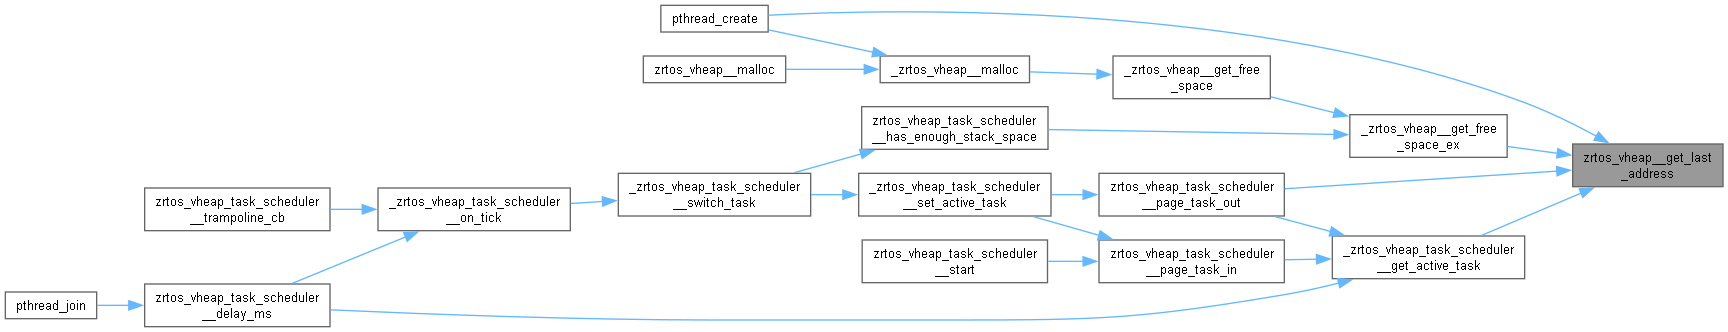 pthread_create
zrtos_vheap__malloc
_zrtos_vheap__malloc
_zrtos_vheap__get_free
_space
zrtos_vheap_task_scheduler
__has_enough_stack_space
_zrtos_vheap__get_free
_space_ex
zrtos_vheap__get_last
_address
zrtos_vheap_task_scheduler
__trampoline_cb
_zrtos_vheap_task_scheduler
__on_tick
_zrtos_vheap_task_scheduler
__switch_task
_zrtos_vheap_task_scheduler
__set_active_task
zrtos_vheap_task_scheduler
__page_task_out
zrtos_vheap_task_scheduler
__start
zrtos_vheap_task_scheduler
__page_task_in
_zrtos_vheap_task_scheduler
__get_active_task
pthread_join
zrtos_vheap_task_scheduler
__delay_ms